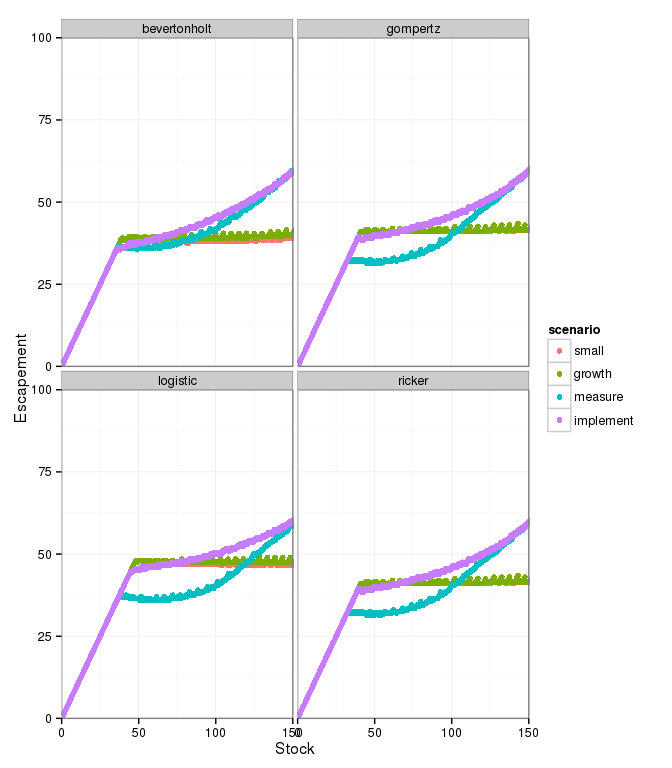 bevertonholt
gompertz
100
75
50
25
0
logistic
ricker
100
75
50
25
0
0
50
100
150
0
50
100
150
Stock
Escapement
scenario
small
growth
measure
implement